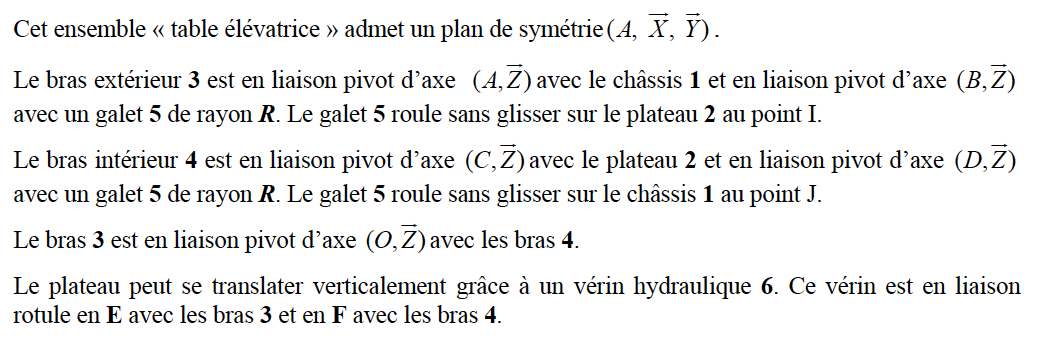 Cet ensemble « table élévatrice » admet un plan de symétrie (A, X⃗, Y⃗).
Le bras extérieur 3 est en liaison pivot d'axe (A,Z⃗) avec le châssis 1 et en liaison pivot d'axe (B,Z⃗)
avec un galet 5 de rayon R. Le galet 5 roule sans glisser sur le plateau 2 au point I.
Le bras intérieur 4 est en liaison pivot d'axe (C,Z⃗) avec le plateau 2 et en liaison pivot d'axe (D,Z⃗)
avec un galet 5 de rayon R. Le galet 5 roule sans glisser sur le châssis 1 au point J.
Le bras 3 est en liaison pivot d'axe (O,Z⃗) avec les bras 4.
Le plateau peut se translater verticalement grâce à un vérin hydraulique 6. Ce vérin est en liaison
rotule en E avec les bras 3 et en F avec les bras 4.